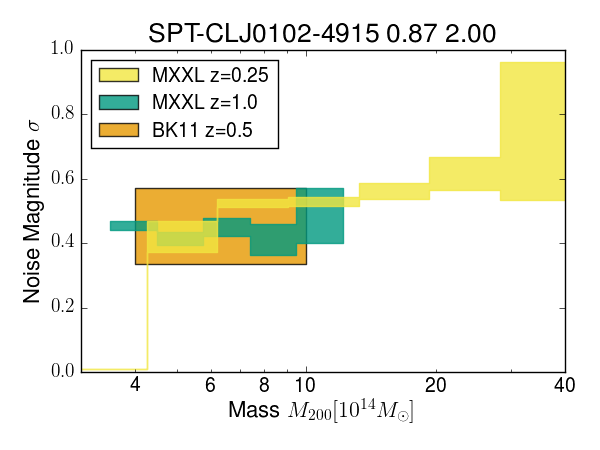 SPT-CLJ0102-4915 0.87 2.00
MXXL z=0.25
MXXL z=1.0
BK11 z=0.5
Noise Magnitude σ
1.0
0.8
0.6
0.4
0.2
0.0
4 6 8 10 20 40
Mass M₂₀₀[10¹⁴M☉]